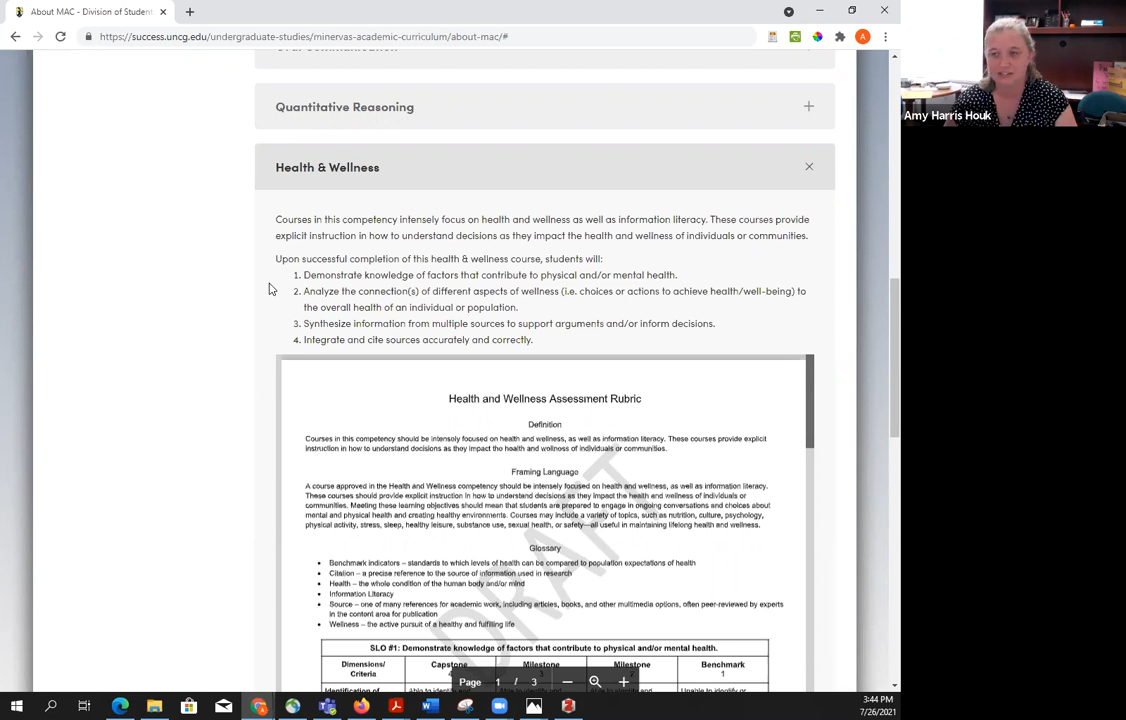 About MAC - Division of Student
https://success.uncg.edu/undergraduate-studies/minervas-academic-curriculum/about-mac/#
A
Amy Harris Houk
Quantitative Reasoning
Health & Wellness
Courses in this competency intensely focus on health and wellness as well as information literacy. These courses provide
explicit instruction in how to understand decisions as they impact the health and wellness of individuals or communities.
Upon successful completion of this health & wellness course, students will:
1. Demonstrate knowledge of factors that contribute to physical and/or mental health.
2. Analyze the connection(s) of different aspects of wellness (i.e. choices or actions to achieve health/well-being) to
the overall health of an individual or population.
3. Synthesize information from multiple sources to support arguments and/or inform decisions.
4. Integrate and cite sources accurately and correctly.
Health and Wellness Assessment Rubric
Definition
Courses in this competency should be intensely focused on health and wellness, as well as information literacy. These courses provide explicit
instruction in how to understand decisions as they impact the health and wellness of individuals or communities.
Framing Language
A course approved in the Health and Wellness competency should be intensely focused on health and wellness, as well as information literacy.
These courses should provide explicit instruction in how to understand decisions as they impact the health and wellness of individuals or
communities. Meeting these learning objectives should mean that students are prepared to engage in ongoing conversations and choices about
mental and physical health and creating healthy environments. Courses may include a variety of topics, such as nutrition, culture, psychology,
physical activity, stress, sleep, healthy leisure, substance use, sexual health, or safety—all useful in maintaining lifelong health and wellness.
Glossary
• Benchmark indicators – standards to which levels of health can be compared to population expectations of health
• Citation – a precise reference to the source of information used in research
• Health – the whole condition of the human body and/or mind
• Information Literacy
• Source – one of many references for academic work, including articles, books, and other multimedia options, often peer-reviewed by experts
in the content area for publication
• Wellness – the active pursuit of a healthy and fulfilling life
DRAFT
SLO #1: Demonstrate knowledge of factors that contribute to physical and/or mental health.
Dimensions/ Capstone Milestone Milestone Benchmark
Criteria 1
Identification of Able to identify and Unable to identify or
Page 1 / 3
3:44 PM
7/26/2021